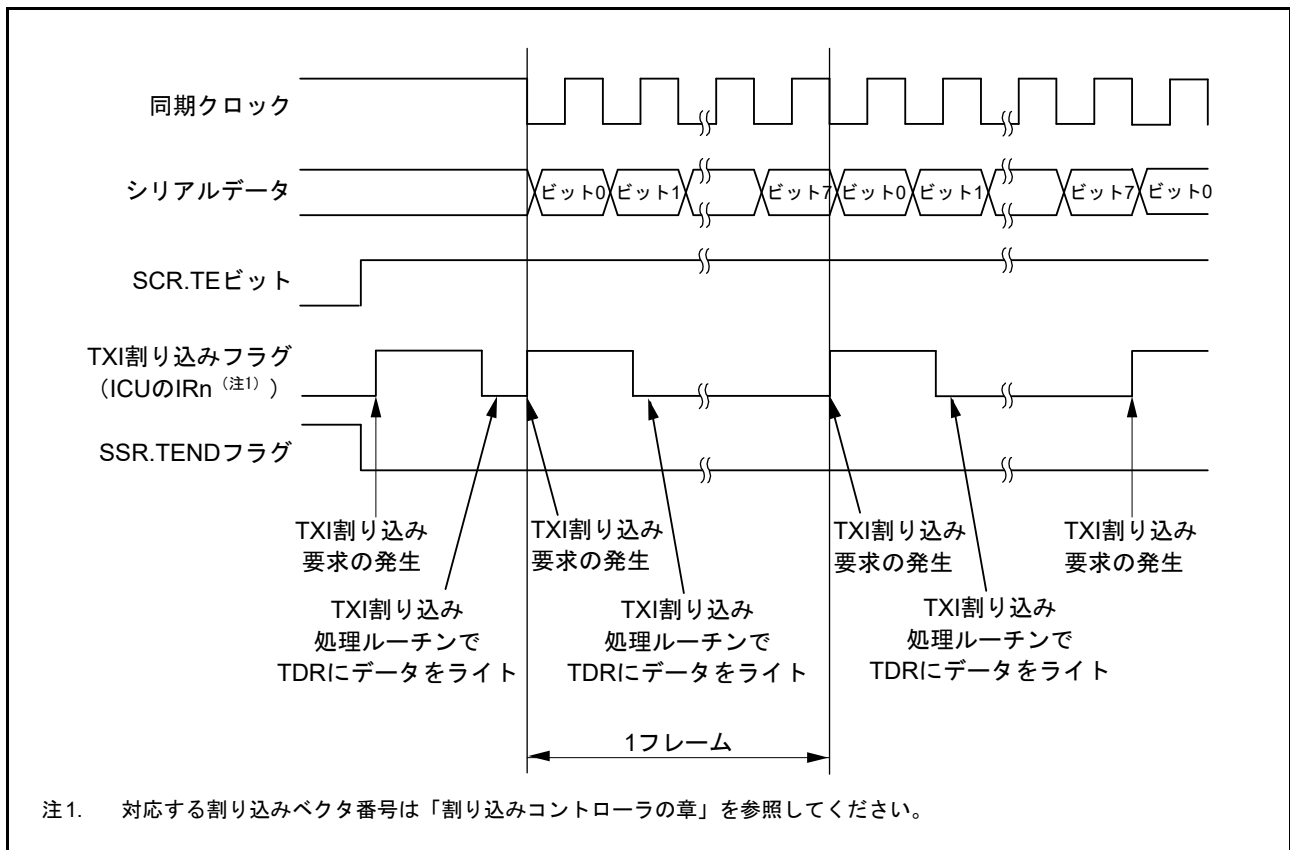 同期クロック
シリアルデータ
ビット0 ビット1 ビット7 ビット0 ビット1 ビット7 ビット0
SCR.TEビット
TXI割り込みフラグ
(ICUのIRn(注1))
SSR.TENDフラグ
TXI割り込み
要求の発生
TXI割り込み
要求の発生
TXI割り込み
要求の発生
TXI割り込み
要求の発生
TXI割り込み
処理ルーチンで
TDRにデータをライト
TXI割り込み
処理ルーチンで
TDRにデータをライト
TXI割り込み
処理ルーチンで
TDRにデータをライト
1フレーム
注1. 対応する割り込みベクタ番号は「割り込みコントローラの章」を参照してください。